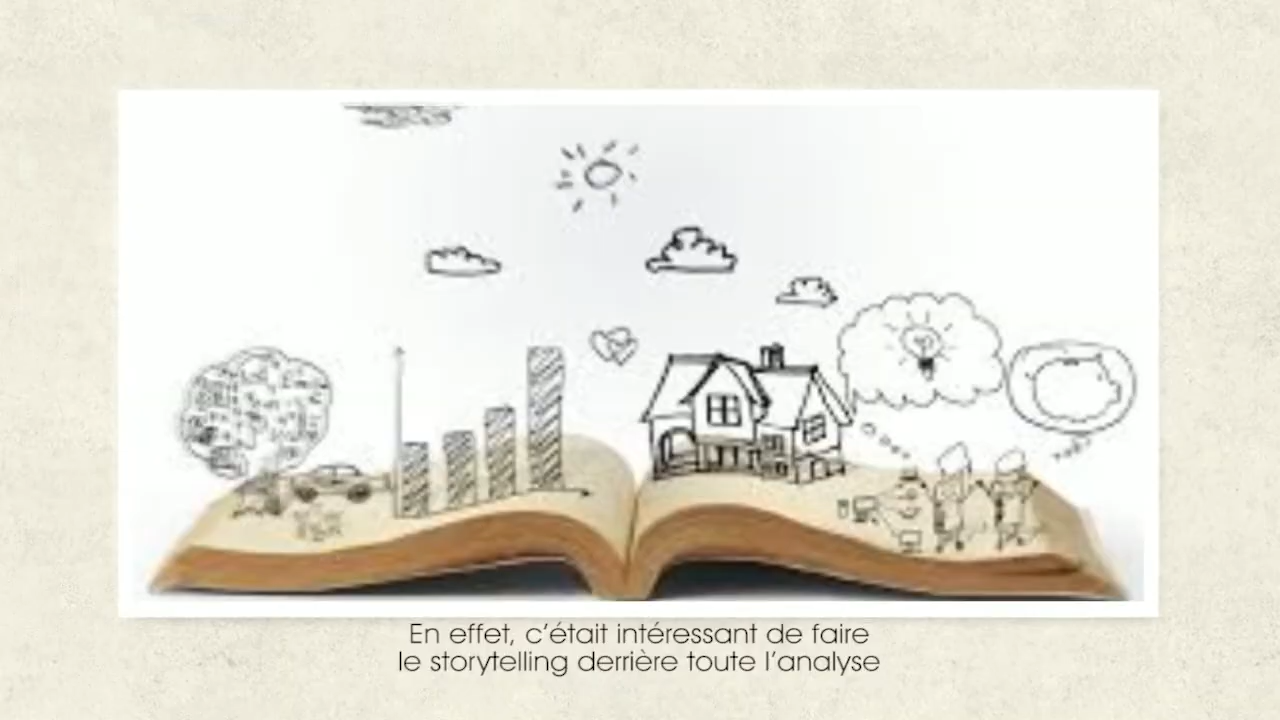 En effet, c’était intéressant de faire
le storytelling derrière toute l’analyse